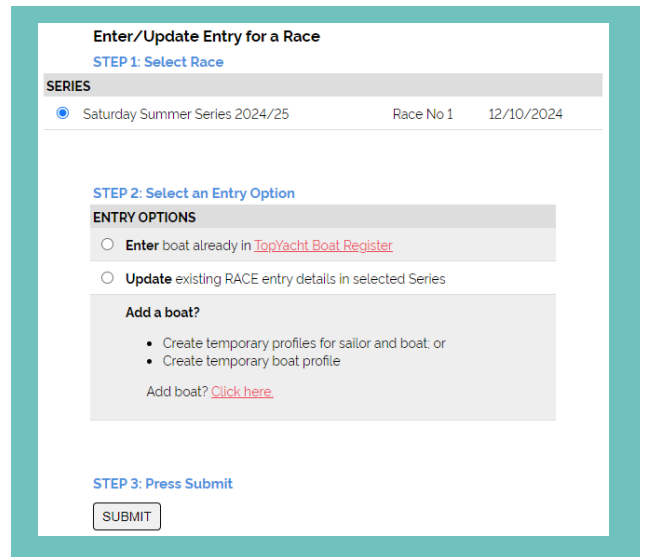 Enter/Update Entry for a Race
STEP 1: Select Race
SERIES
Saturday Summer Series 2024/25 Race No 1 12/10/2024
STEP 2: Select an Entry Option
ENTRY OPTIONS
Enter boat already in TopYacht Boat Register
Update existing RACE entry details in selected Series
Add a boat?
• Create temporary profiles for sailor and boat; or
• Create temporary boat profile
Add boat? Click here.
STEP 3: Press Submit
SUBMIT